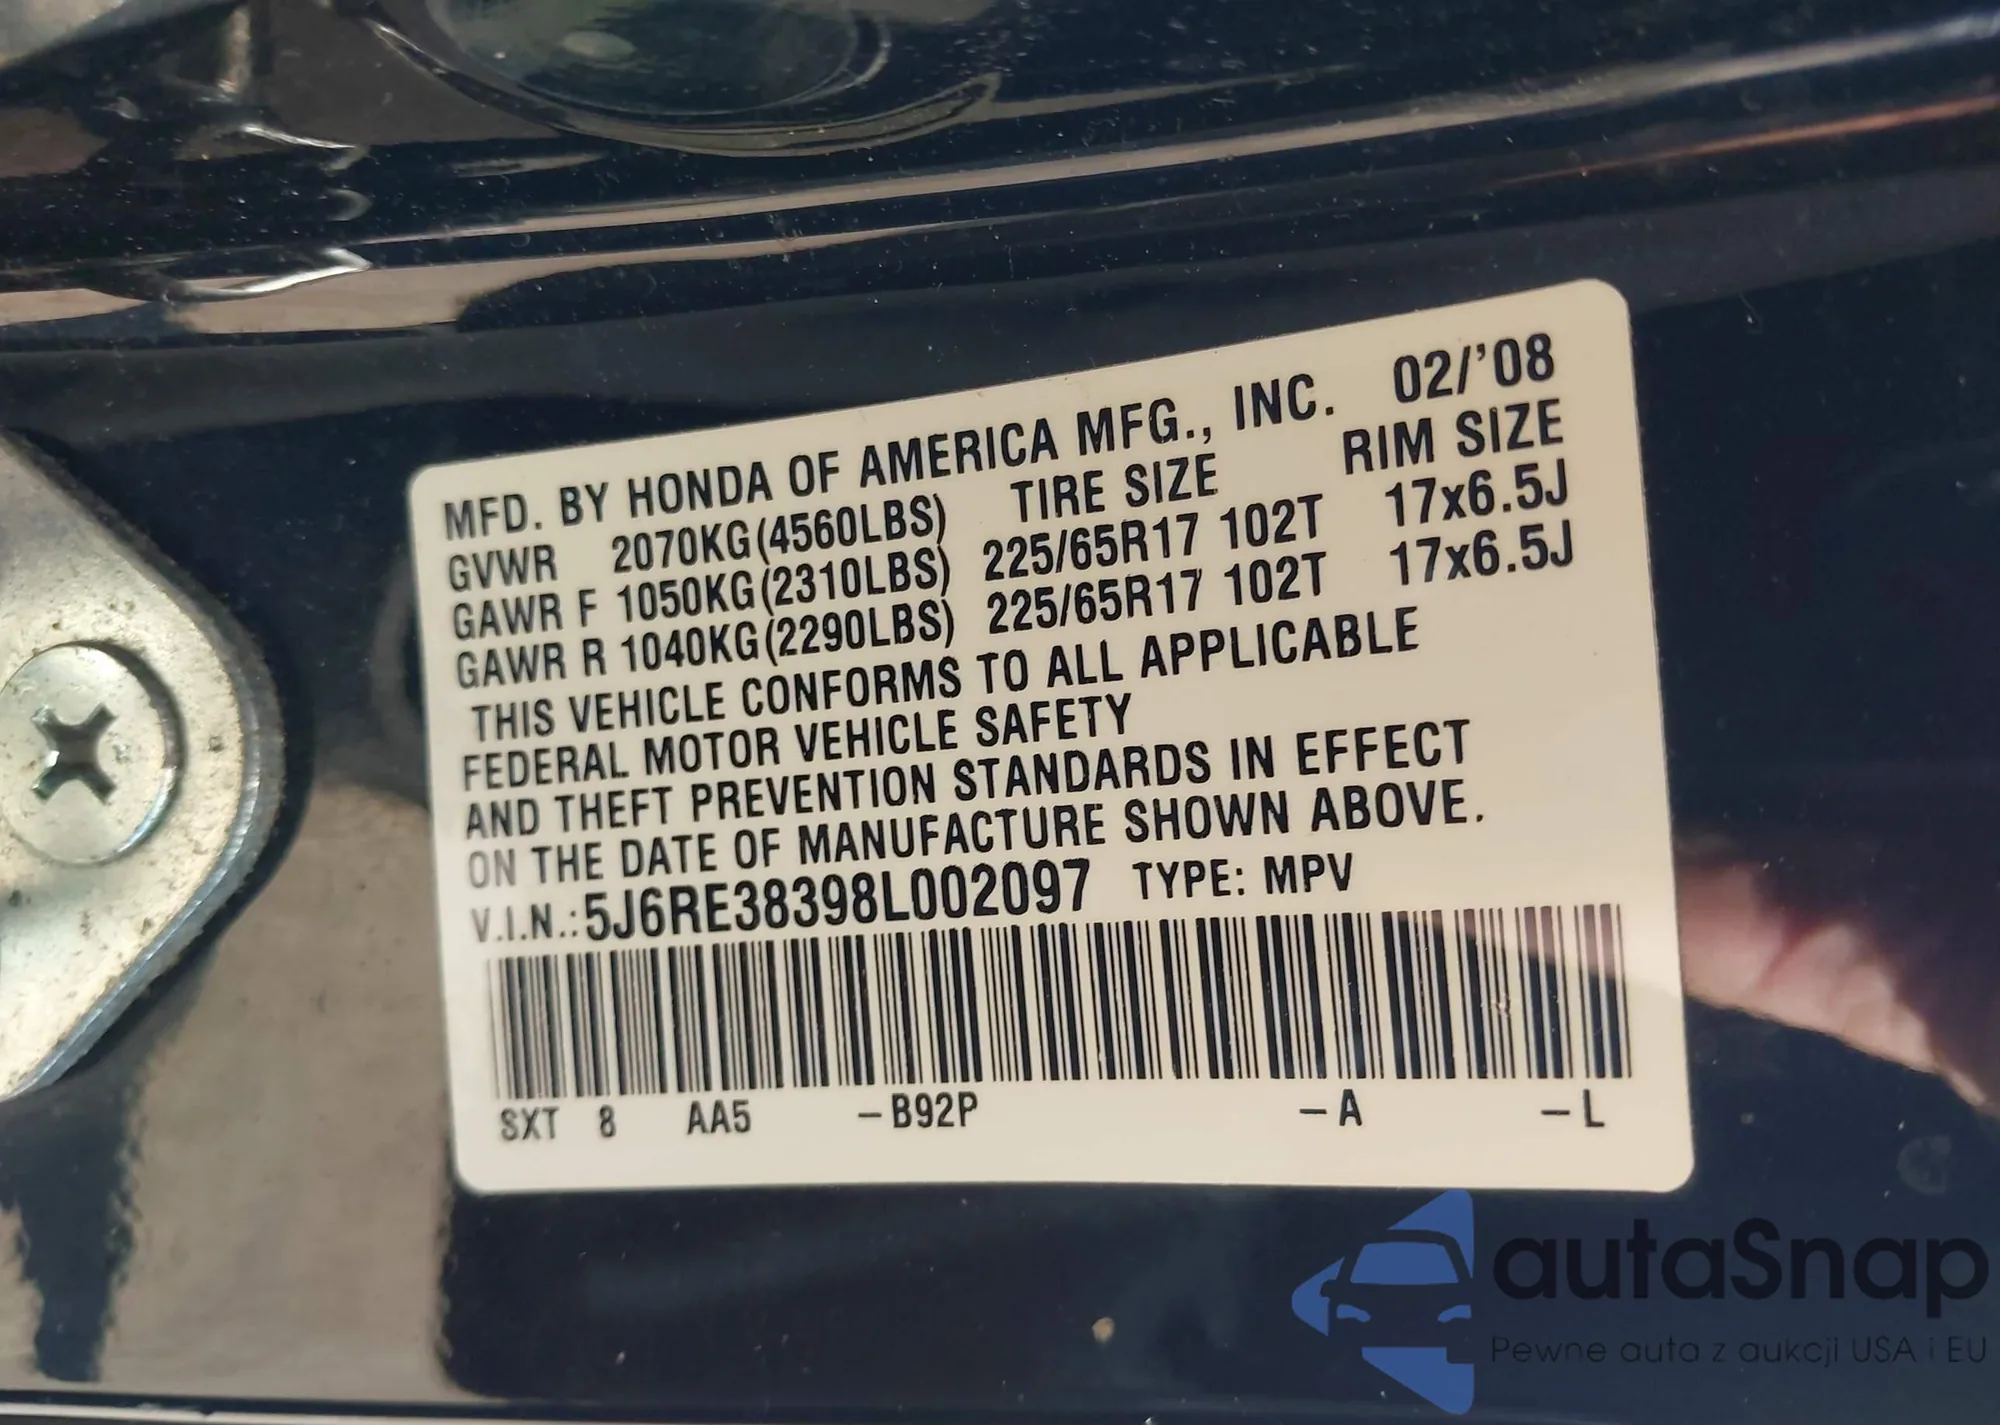 MFD. BY HONDA OF AMERICA MFG., INC. 02/'08
GVWR 2070KG(4560LBS) TIRE SIZE RIM SIZE
GAWR F 1050KG(2310LBS) 225/65R17 102T 17x6.5J
GAWR R 1040KG(2290LBS) 225/65R17 102T 17x6.5J
THIS VEHICLE CONFORMS TO ALL APPLICABLE
FEDERAL MOTOR VEHICLE SAFETY
AND THEFT PREVENTION STANDARDS IN EFFECT
ON THE DATE OF MANUFACTURE SHOWN ABOVE.
V.I.N.:5J6RE38398L002097 TYPE: MPV
SXT 8 AA5 –B92P –A –L
autaSnap
Pewne auta z aukcji USA i EU